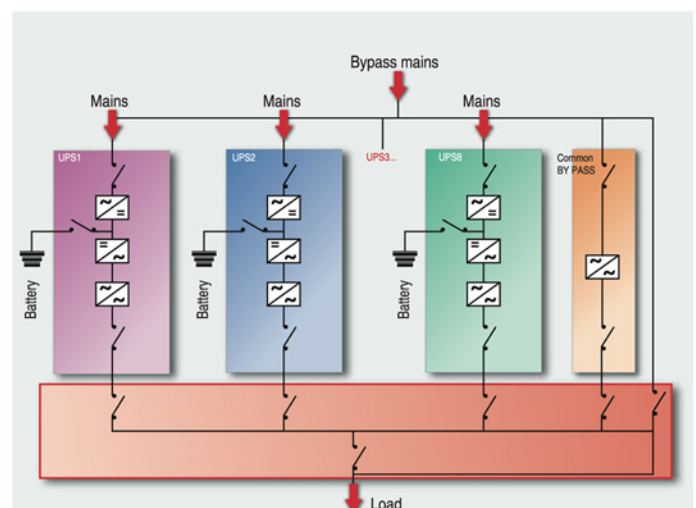 Bypass mains
Mains
Mains
Mains
UPS1
UPS2
UPS3...
UPS8
Common
BY PASS
Battery
Battery
Battery
Load